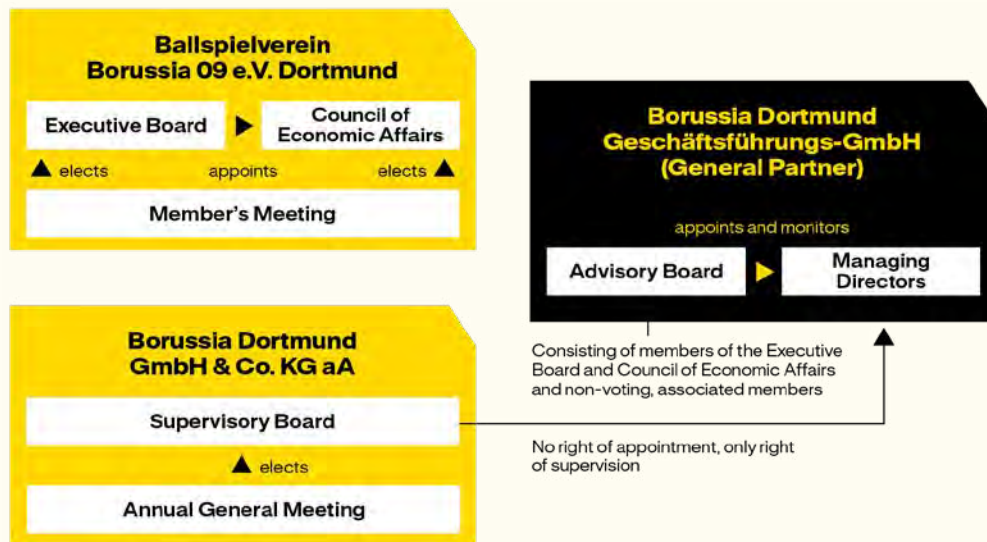 Ballspielverein
Borussia 09 e.V. Dortmund
Executive Board
Council of
Economic Affairs
elects
appoints
elects
Member's Meeting
Borussia Dortmund
Geschäftsführungs-GmbH
(General Partner)
appoints and monitors
Advisory Board
Managing
Directors
Consisting of members of the Executive
Board and Council of Economic Affairs
and non-voting, associated members
Borussia Dortmund
GmbH & Co. KG aA
Supervisory Board
elects
Annual General Meeting
No right of appointment, only right
of supervision